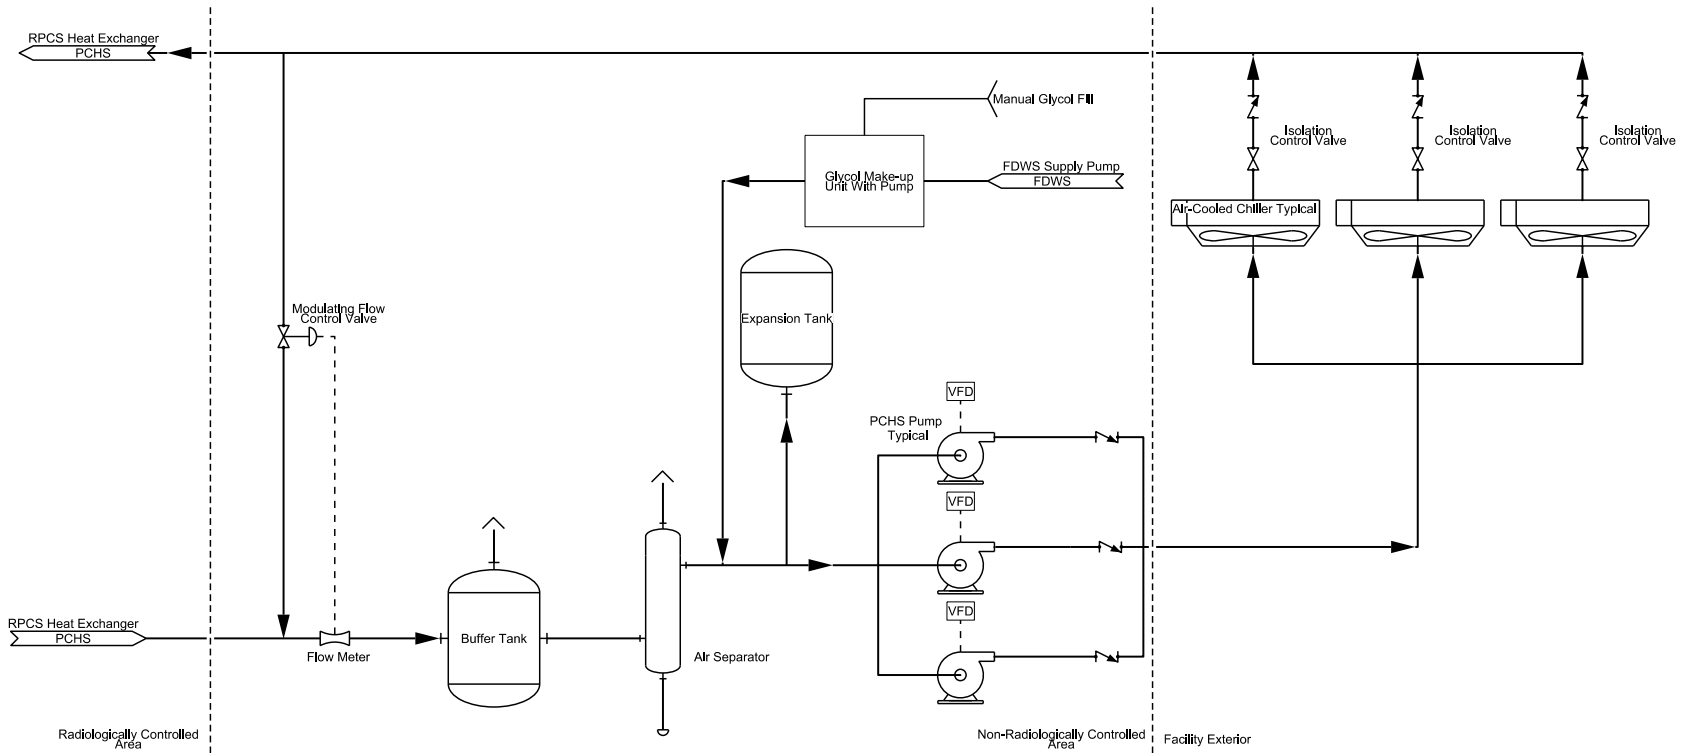 RPCS Heat Exchanger
PCHS
Manual Glycol Fill
Isolation
Control Valve
Isolation
Control Valve
Isolation
Control Valve
FDWS Supply Pump
FDWS
Glycol Make-up
Unit With Pump
Air-Cooled Chiller Typical
Modulating Flow
Control Valve
Expansion Tank
VFD
PCHS Pump
Typical
VFD
VFD
RPCS Heat Exchanger
PCHS
Flow Meter
Buffer Tank
Air Separator
Radiologically Controlled
Area
Non-Radiologically Controlled
Area
Facility Exterior